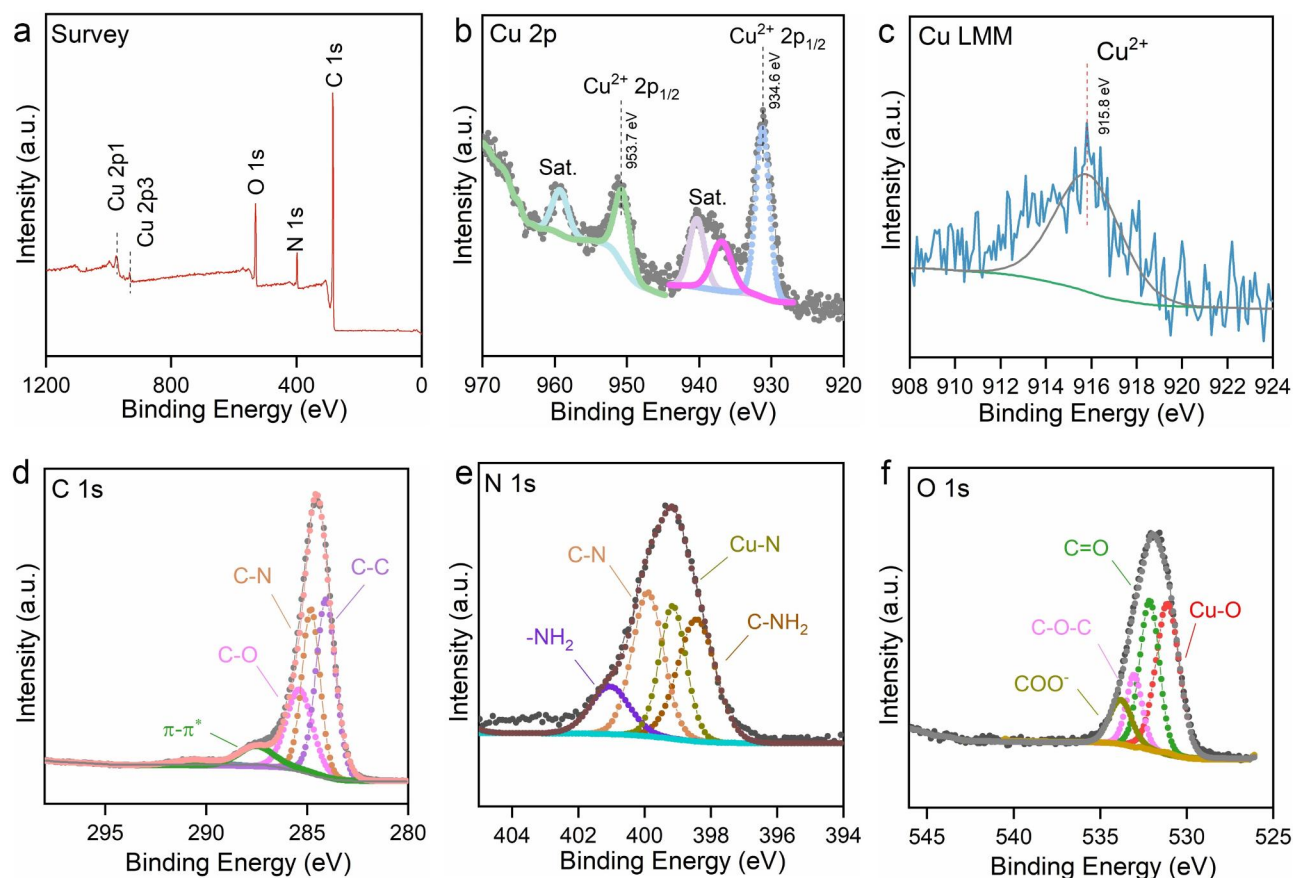 a Survey
C 1s
O 1s
N 1s
Cu 2p1
Cu 2p3
Intensity (a.u.)
1200 800 400 0
Binding Energy (eV)
b Cu 2p
Cu²⁺ 2p₁/₂
934.6 eV
Cu²⁺ 2p₁/₂
953.7 eV
Sat.
Sat.
Intensity (a.u.)
970 960 950 940 930 920
Binding Energy (eV)
c Cu LMM
Cu²⁺
915.8 eV
Intensity (a.u.)
908 910 912 914 916 918 920 922 924
Binding Energy (eV)
d C 1s
C-N
C-C
C-O
π-π*
Intensity (a.u.)
295 290 285 280
Binding Energy (eV)
e N 1s
C-N
Cu-N
-NH₂
C-NH₂
Intensity (a.u.)
404 402 400 398 396 394
Binding Energy (eV)
f O 1s
C=O
Cu-O
C-O-C
COO⁻
Intensity (a.u.)
545 540 535 530 525
Binding Energy (eV)